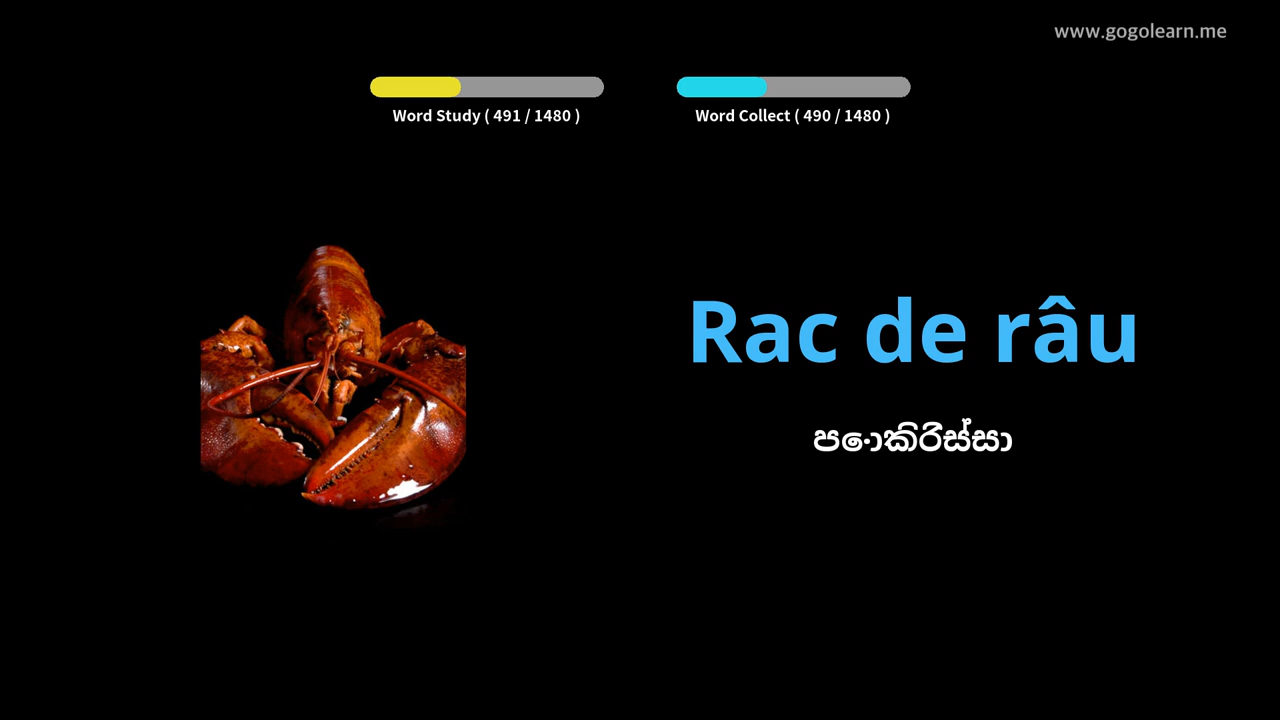 www.gogolearn.me
Word Study ( 491 / 1480 )
Word Collect ( 490 / 1480 )
Rac de râu
පොකිරිස්සා